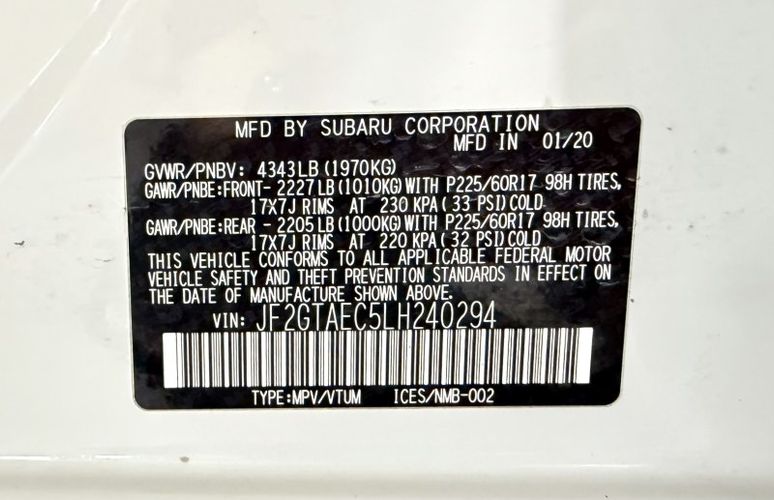 MFD BY SUBARU CORPORATION
MFD IN 01/20
GVWR/PNBV: 4343LB (1970KG)
GAWR/PNBE:FRONT- 2227LB (1010KG) WITH P225/60R17 98H TIRES,
17X7J RIMS AT 230 KPA (33 PSI) COLD
GAWR/PNBE:REAR - 2205LB (1000KG) WITH P225/60R17 98H TIRES,
17X7J RIMS AT 220 KPA (32 PSI) COLD
THIS VEHICLE CONFORMS TO ALL APPLICABLE FEDERAL MOTOR
VEHICLE SAFETY AND THEFT PREVENTION STANDARDS IN EFFECT ON
THE DATE OF MANUFACTURE SHOWN ABOVE.
VIN: JF2GTAEC5LH240294
TYPE:MPV/VTUM ICES/NMB-002